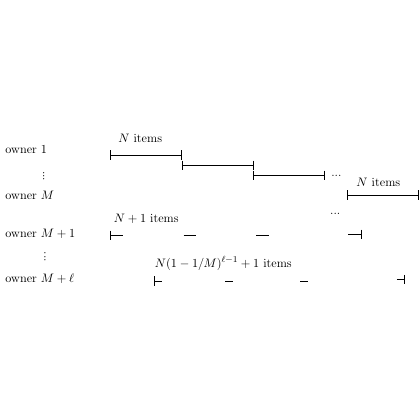 N items
owner 1
⋮ ...
N items
owner M
...
N + 1 items
owner M + 1
⋮
N(1 − 1/M)^{ℓ−1} + 1 items
owner M + ℓ